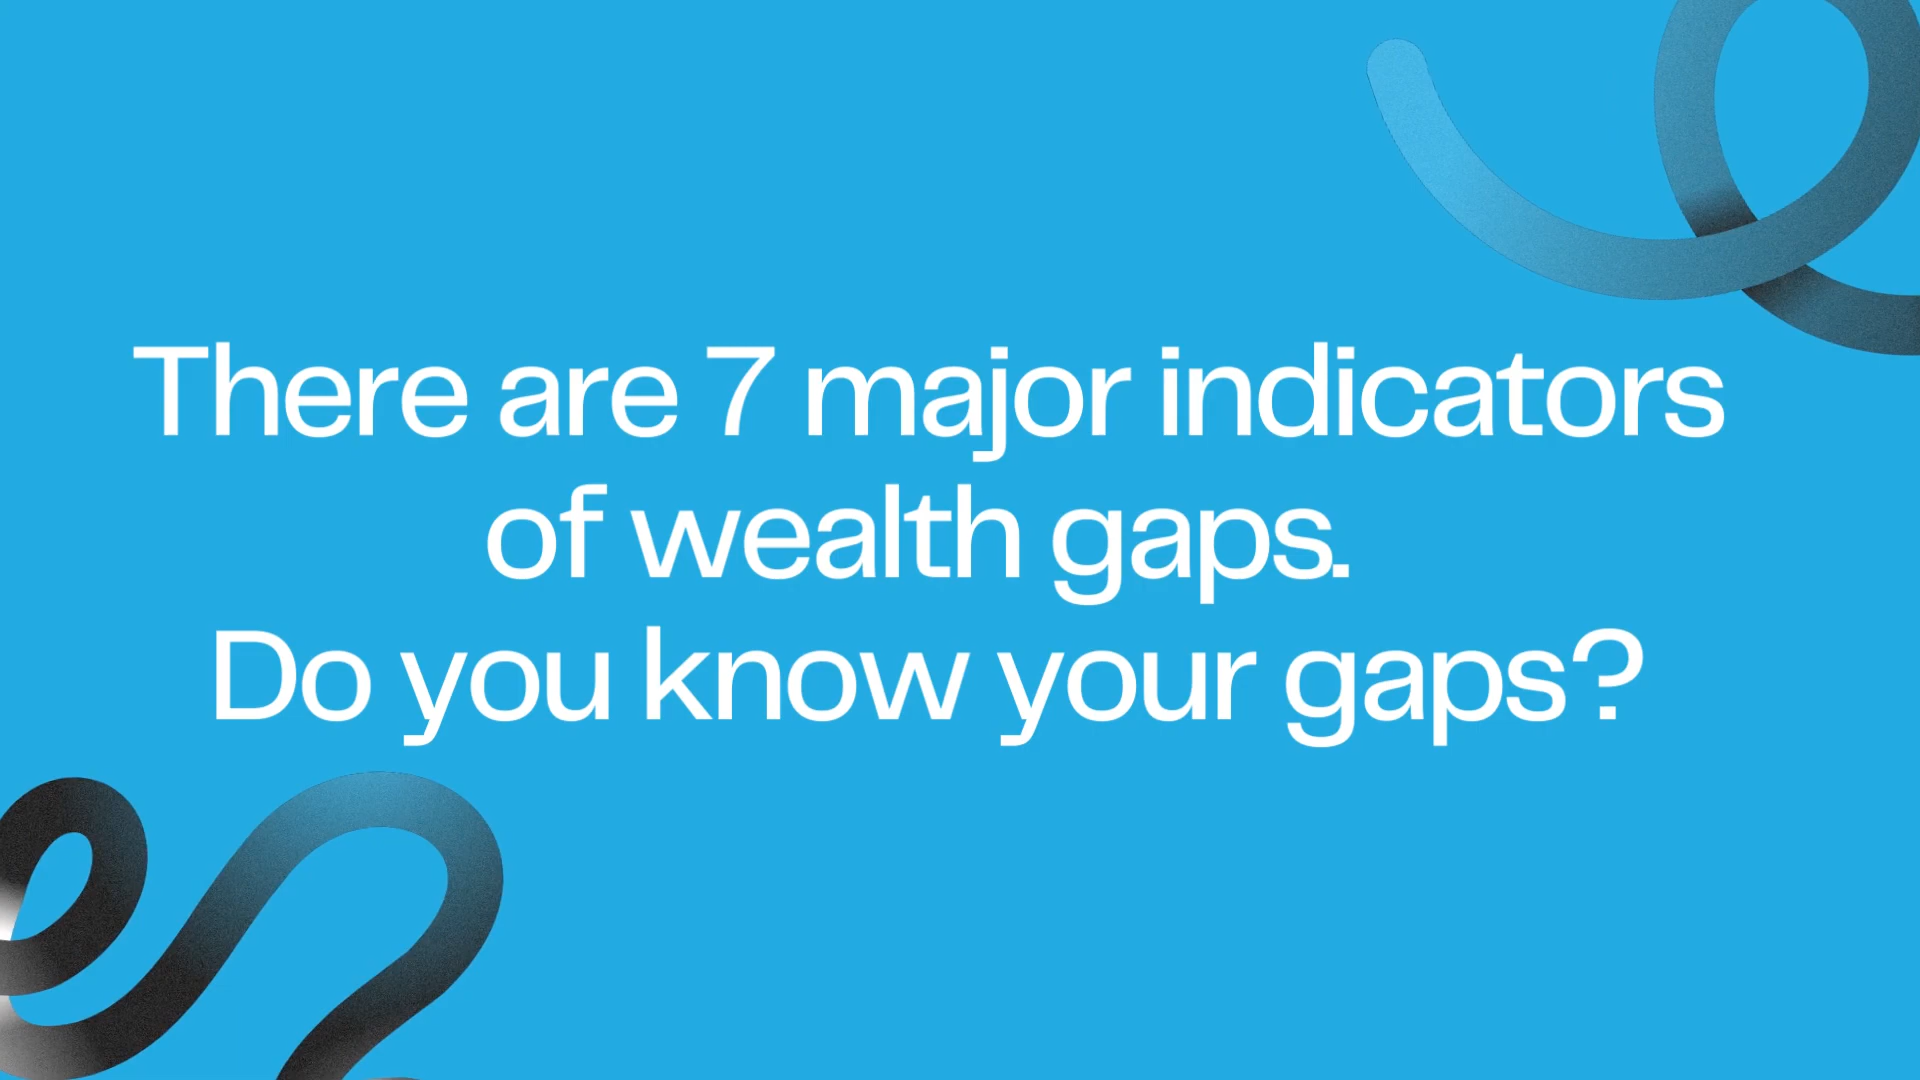 There are 7 major indicators
of wealth gaps.
Do you know your gaps?